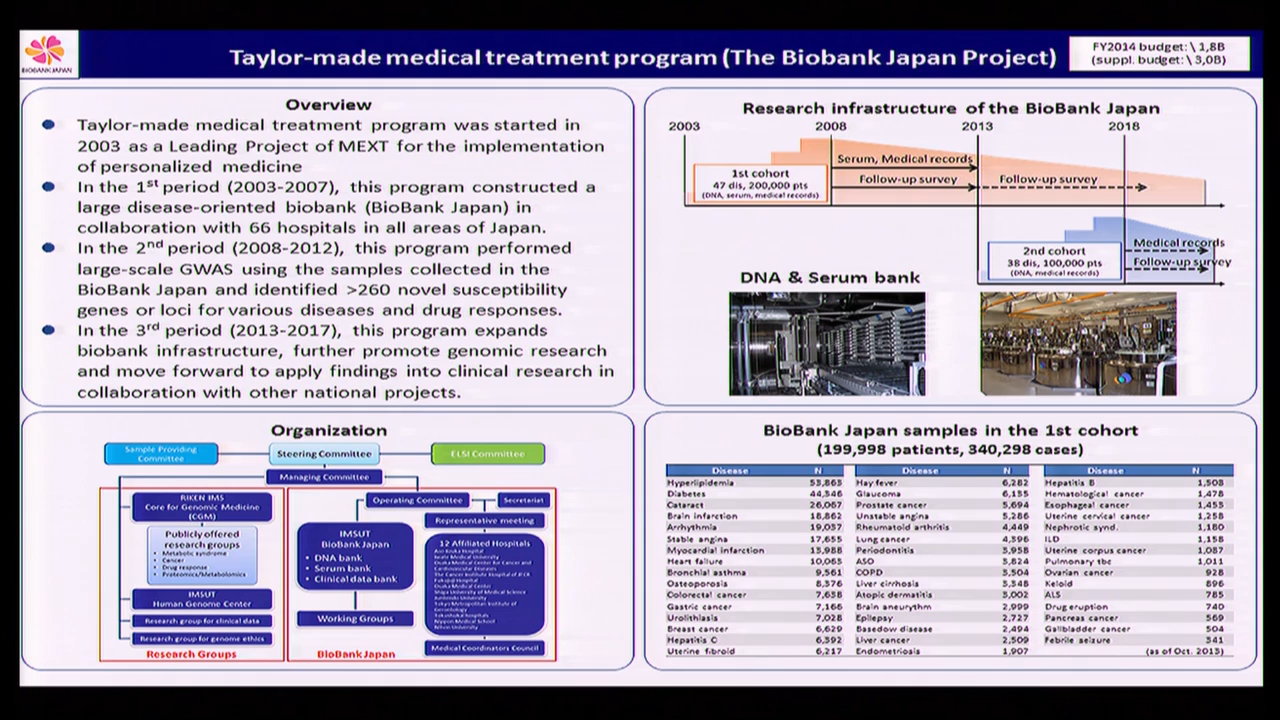 BIOBANKJAPAN
Taylor-made medical treatment program (The Biobank Japan Project)
FY2014 budget: \ 1,8B
(suppl. budget: \ 3,0B)
Overview
Taylor-made medical treatment program was started in
2003 as a Leading Project of MEXT for the implementation
of personalized medicine
In the 1st period (2003-2007), this program constructed a
large disease-oriented biobank (BioBank Japan) in
collaboration with 66 hospitals in all areas of Japan.
In the 2nd period (2008-2012), this program performed
large-scale GWAS using the samples collected in the
BioBank Japan and identified >260 novel susceptibility
genes or loci for various diseases and drug responses.
In the 3rd period (2013-2017), this program expands
biobank infrastructure, further promote genomic research
and move forward to apply findings into clinical research in
collaboration with other national projects.
Research infrastructure of the BioBank Japan
2003 2008 2013 2018
1st cohort
47 dis, 200,000 pts
(DNA, serum, medical records)
Serum, Medical records
Follow-up survey
Follow-up survey
2nd cohort
38 dis, 100,000 pts
(DNA, medical records)
Medical records
Follow-up survey
DNA & Serum bank
Organization
Sample Providing
Committee
Steering Committee
ELSI Committee
Managing Committee
RIKEN IMS
Core for Genomic Medicine
(CGM)
Publicly offered
research groups
Metabolic syndrome
Cancer
Drug response
Proteomics/Metabolomics
IMSUT
Human Genome Center
Research group for clinical data
Research group for genome ethics
Research Groups
Operating Committee
Secretariat
Representative meeting
IMSUT
BioBank Japan
DNA bank
Serum bank
Clinical data bank
Working Groups
12 Affiliated Hospitals
Iwate Medical University
Osaka Medical Center for Cancer and
Cardiovascular Diseases
The Cancer Institute Hospital of JFCR
Fukujuji Hospital
Osaka Medical Center
Shiga University of Medical Science
Juntendo University
Tokyo Metropolitan Institute of
Gerontology
Tokushukai hospitals
Nippon Medical School
Nihon University
Medical Coordinators Council
BioBankJapan
BioBank Japan samples in the 1st cohort
(199,998 patients, 340,298 cases)
Disease N Disease N Disease N
Hyperlipidemia 53,865 Hay fever 6,282 Hepatitis B 1,508
Diabetes 44,346 Glaucoma 6,155 Hematological cancer 1,478
Cataract 26,067 Prostate cancer 5,694 Esophageal cancer 1,455
Brain infarction 18,862 Unstable angina 5,286 Uterine cervical cancer 1,258
Arrhythmia 19,037 Rheumatoid arthritis 4,449 Nephrotic synd. 1,180
Stable angina 17,655 Lung cancer 4,396 ILD 1,158
Myocardial infarction 13,988 Periodontitis 3,958 Uterine corpus cancer 1,087
Heart failure 10,065 ASO 3,824 Pulmonary tbc 1,011
Bronchial asthma 9,561 COPD 3,504 Ovarian cancer 928
Osteoporosis 8,376 Liver cirrhosis 3,348 Keloid 896
Colorectal cancer 7,638 Atopic dermatitis 3,002 ALS 785
Gastric cancer 7,166 Brain aneurythm 2,999 Drug eruption 740
Urolithiasis 7,028 Epilepsy 2,727 Pancreas cancer 569
Breast cancer 6,629 Basedow disease 2,494 Gallbladder cancer 504
Hepatitis C 6,392 Liver cancer 2,509 Febrile seizure 341
Uterine fibroid 6,217 Endometriosis 1,907 (as of Oct. 2013)